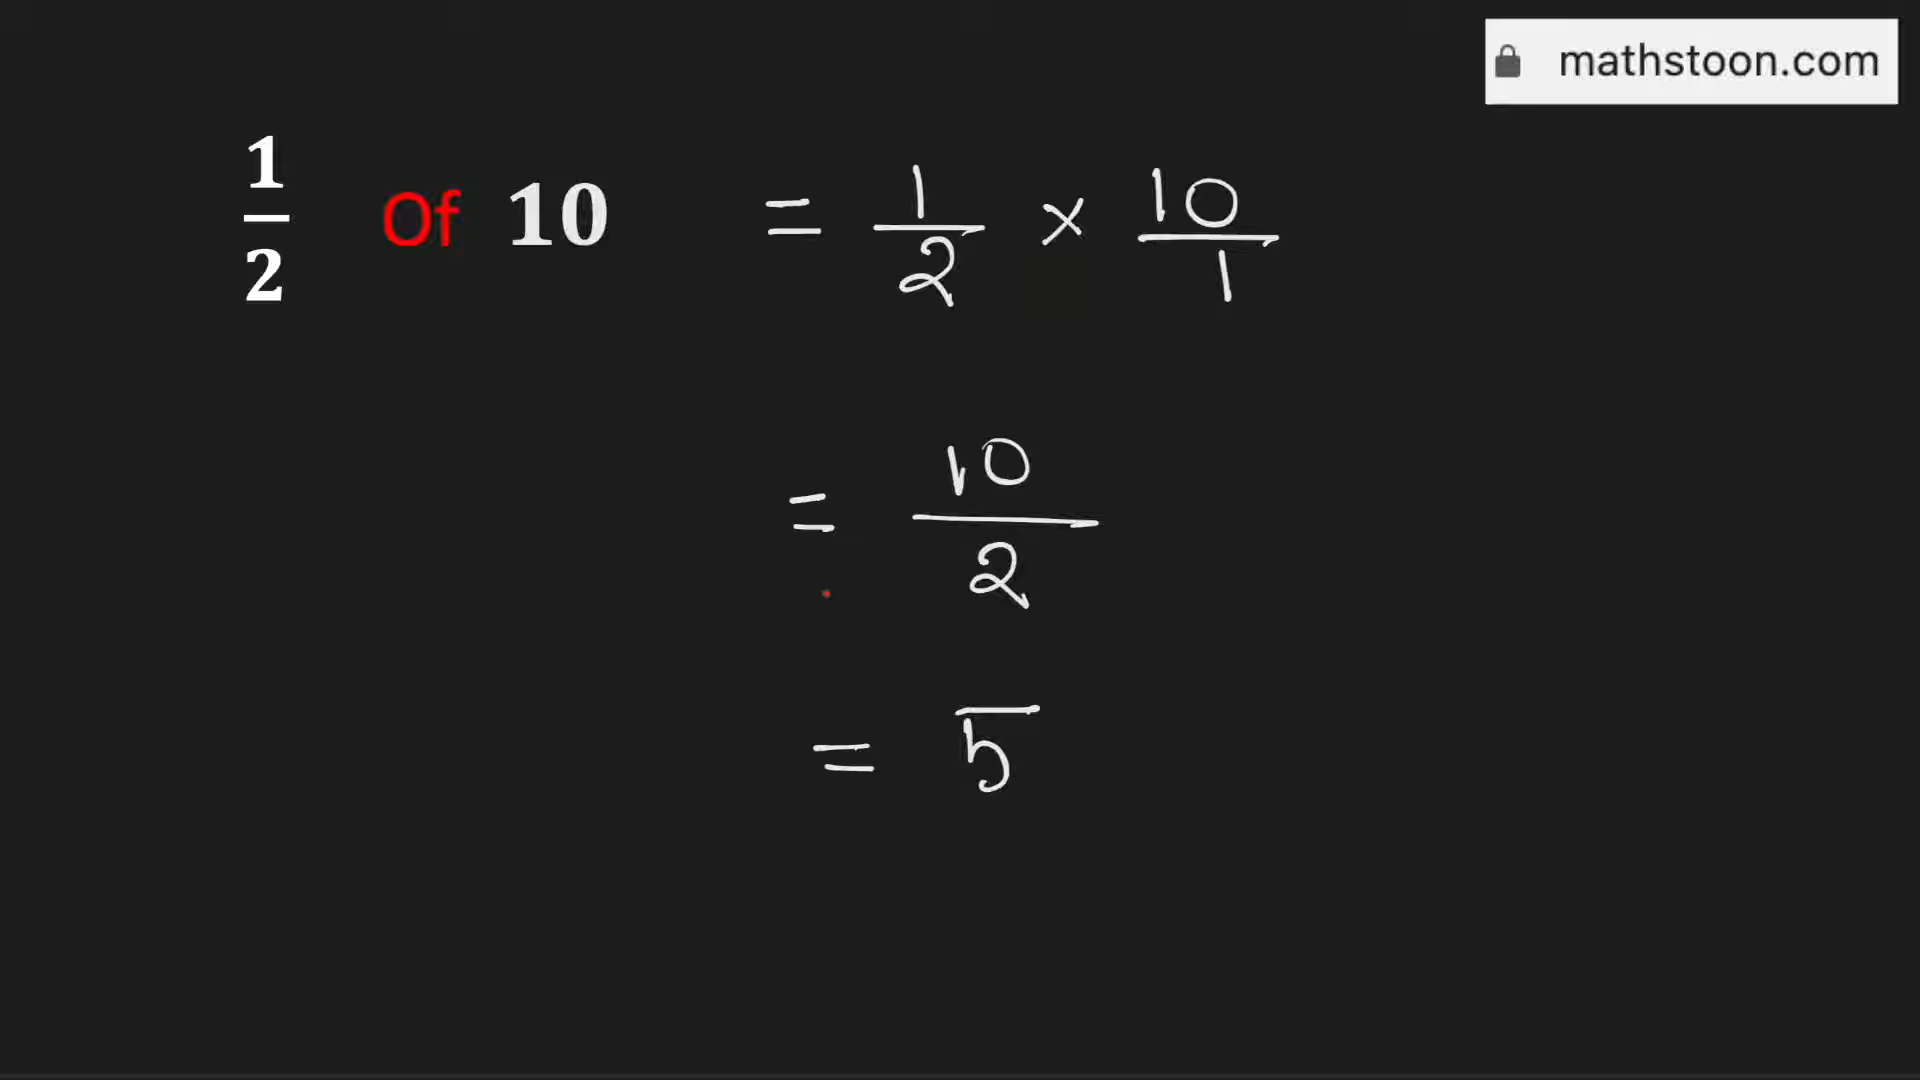 mathstoon.com
1/2 Of 10 = 1/2 × 10/1
= 10/2
= 5